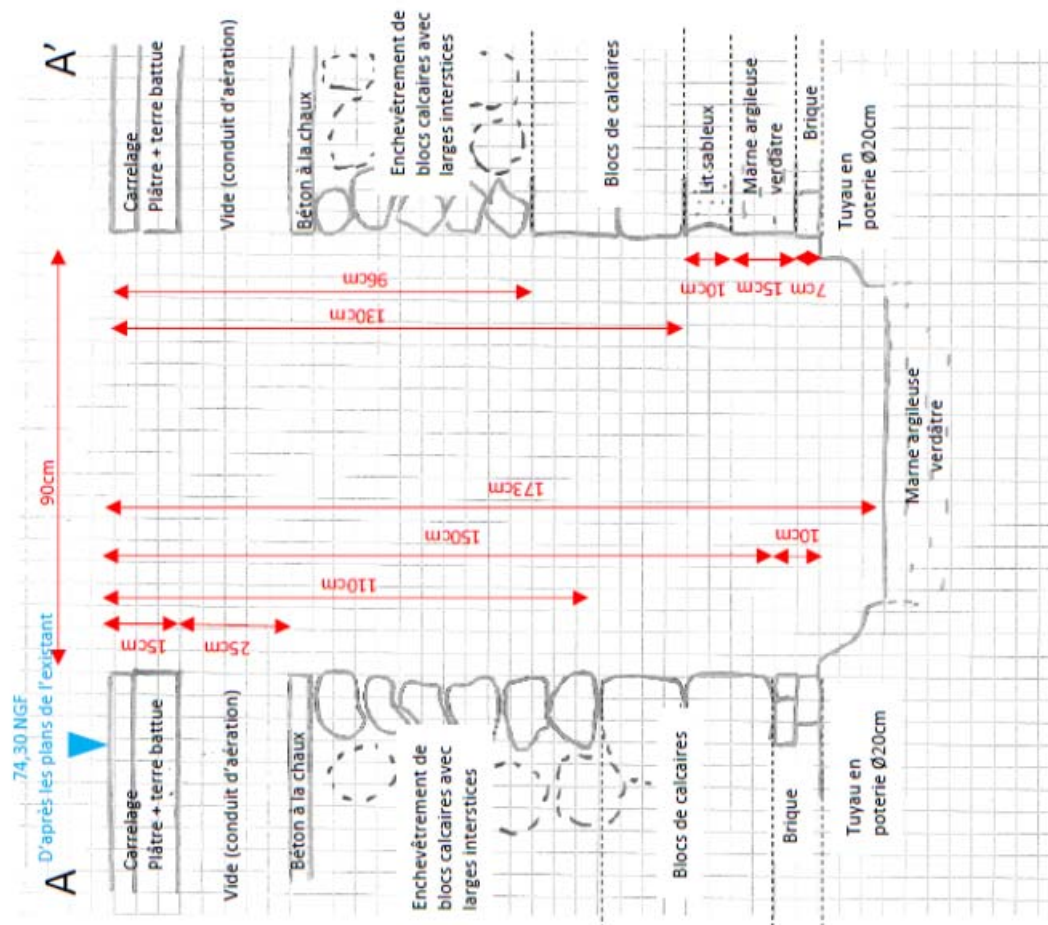 74,30 NGF
D'après les plans de l'existant
A
A'
90cm
Carrelage
Plâtre + terre battue
Vide (conduit d'aération)
Béton à la chaux
Enchevêtrement de
blocs calcaires avec
larges interstices
Blocs de calcaires
Brique
Tuyau en
poterie Ø20cm
15cm
25cm
110cm
150cm
10cm
173cm
130cm
96cm
10cm
15cm
7cm
Marne argileuse
verdâtre
Carrelage
Plâtre + terre battue
Vide (conduit d'aération)
Béton à la chaux
Enchevêtrement de
blocs calcaires avec
larges interstices
Blocs de calcaires
Lit sableux
Marne argileuse
verdâtre
Brique
Tuyau en
poterie Ø20cm